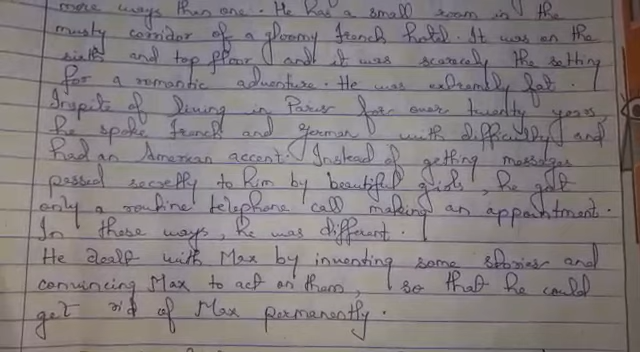 more ways than one. He has a small room in the
musty corridor of a gloomy French hotel. It was on the
sixth and top floor and it was scarcely the setting
for a romantic adventure. He was extremely fat.
Inspite of living in Paris for over twenty years,
he spoke french and german with difficulty and
had an American accent. Instead of getting messages
passed secretly to him by beautiful girls, he got
only a routine telephone call making an appointment.
In these ways, he was different.
He dealt with Max by inventing some stories and
convincing Max to act on them, so that he could
get rid of Max permanently.